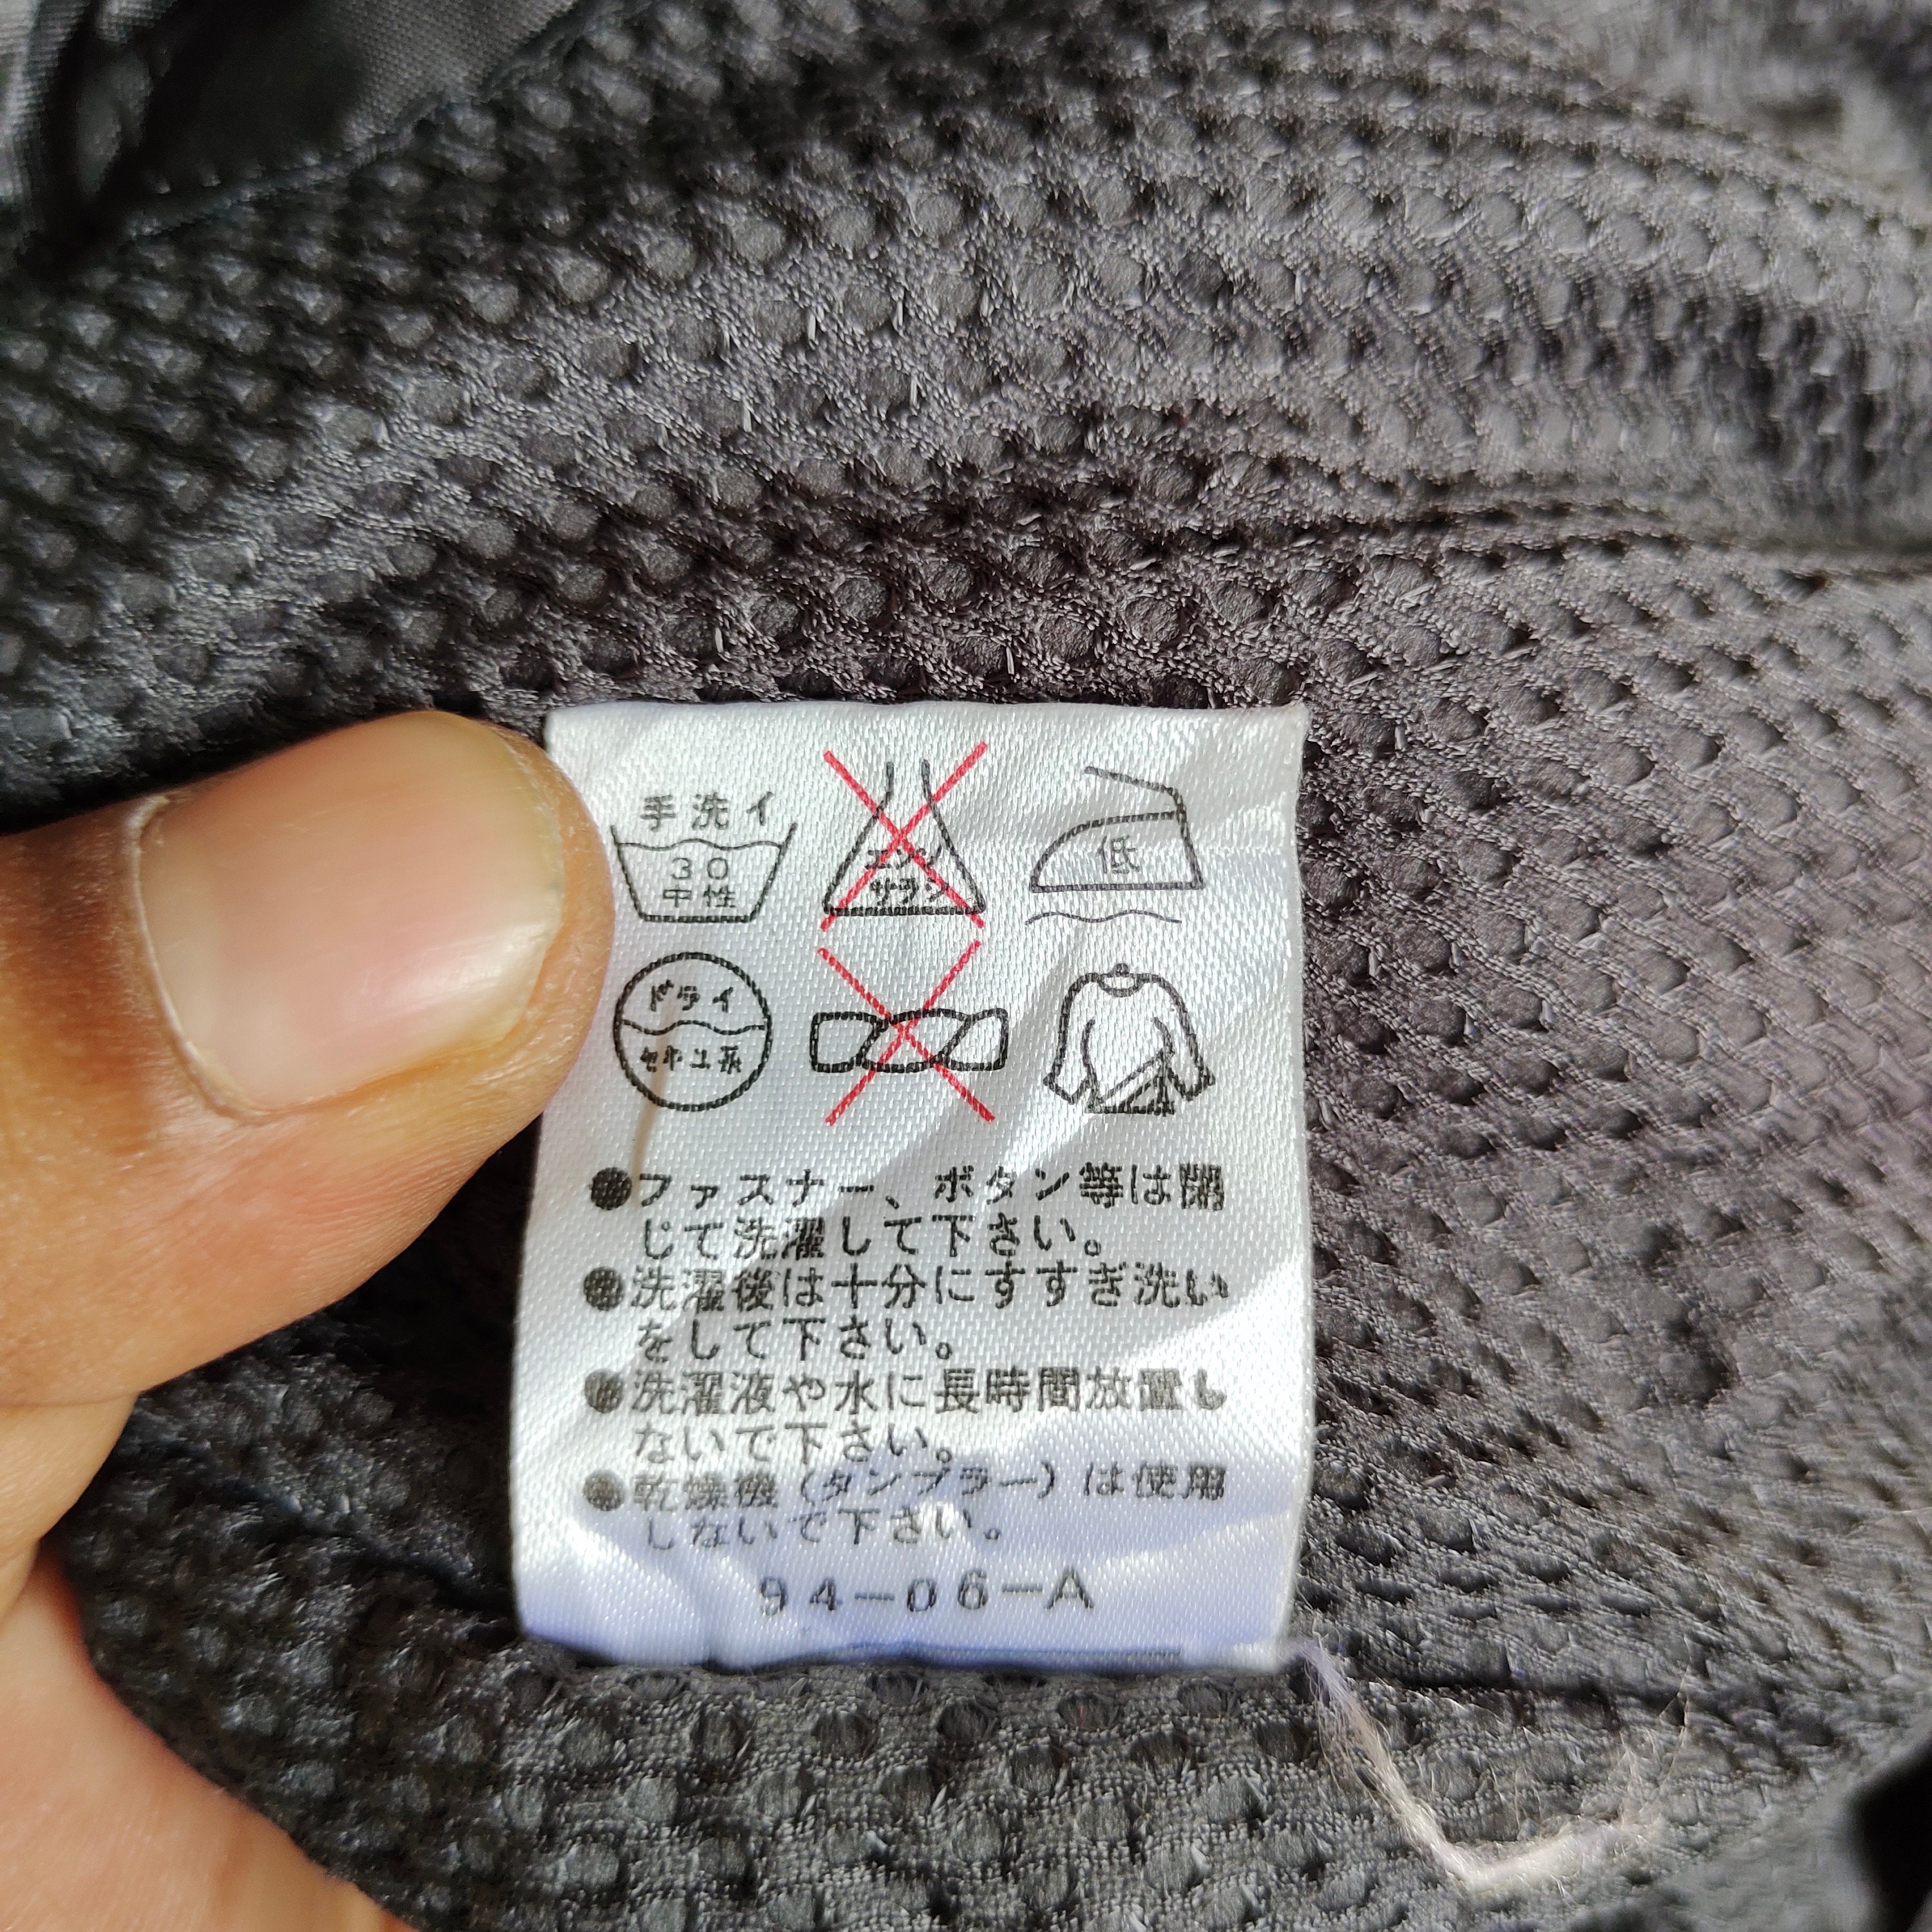 手洗イ
30
中性
エンソ
サラシ
低
ドライ
セキユ系
●ファスナー、ボタン等は閉
じて洗濯して下さい。
●洗濯後は十分にすすぎ洗い
をして下さい。
●洗濯液や水に長時間放置し
ないで下さい。
●乾燥機(タンブラー)は使用
しないで下さい。
94-06-A